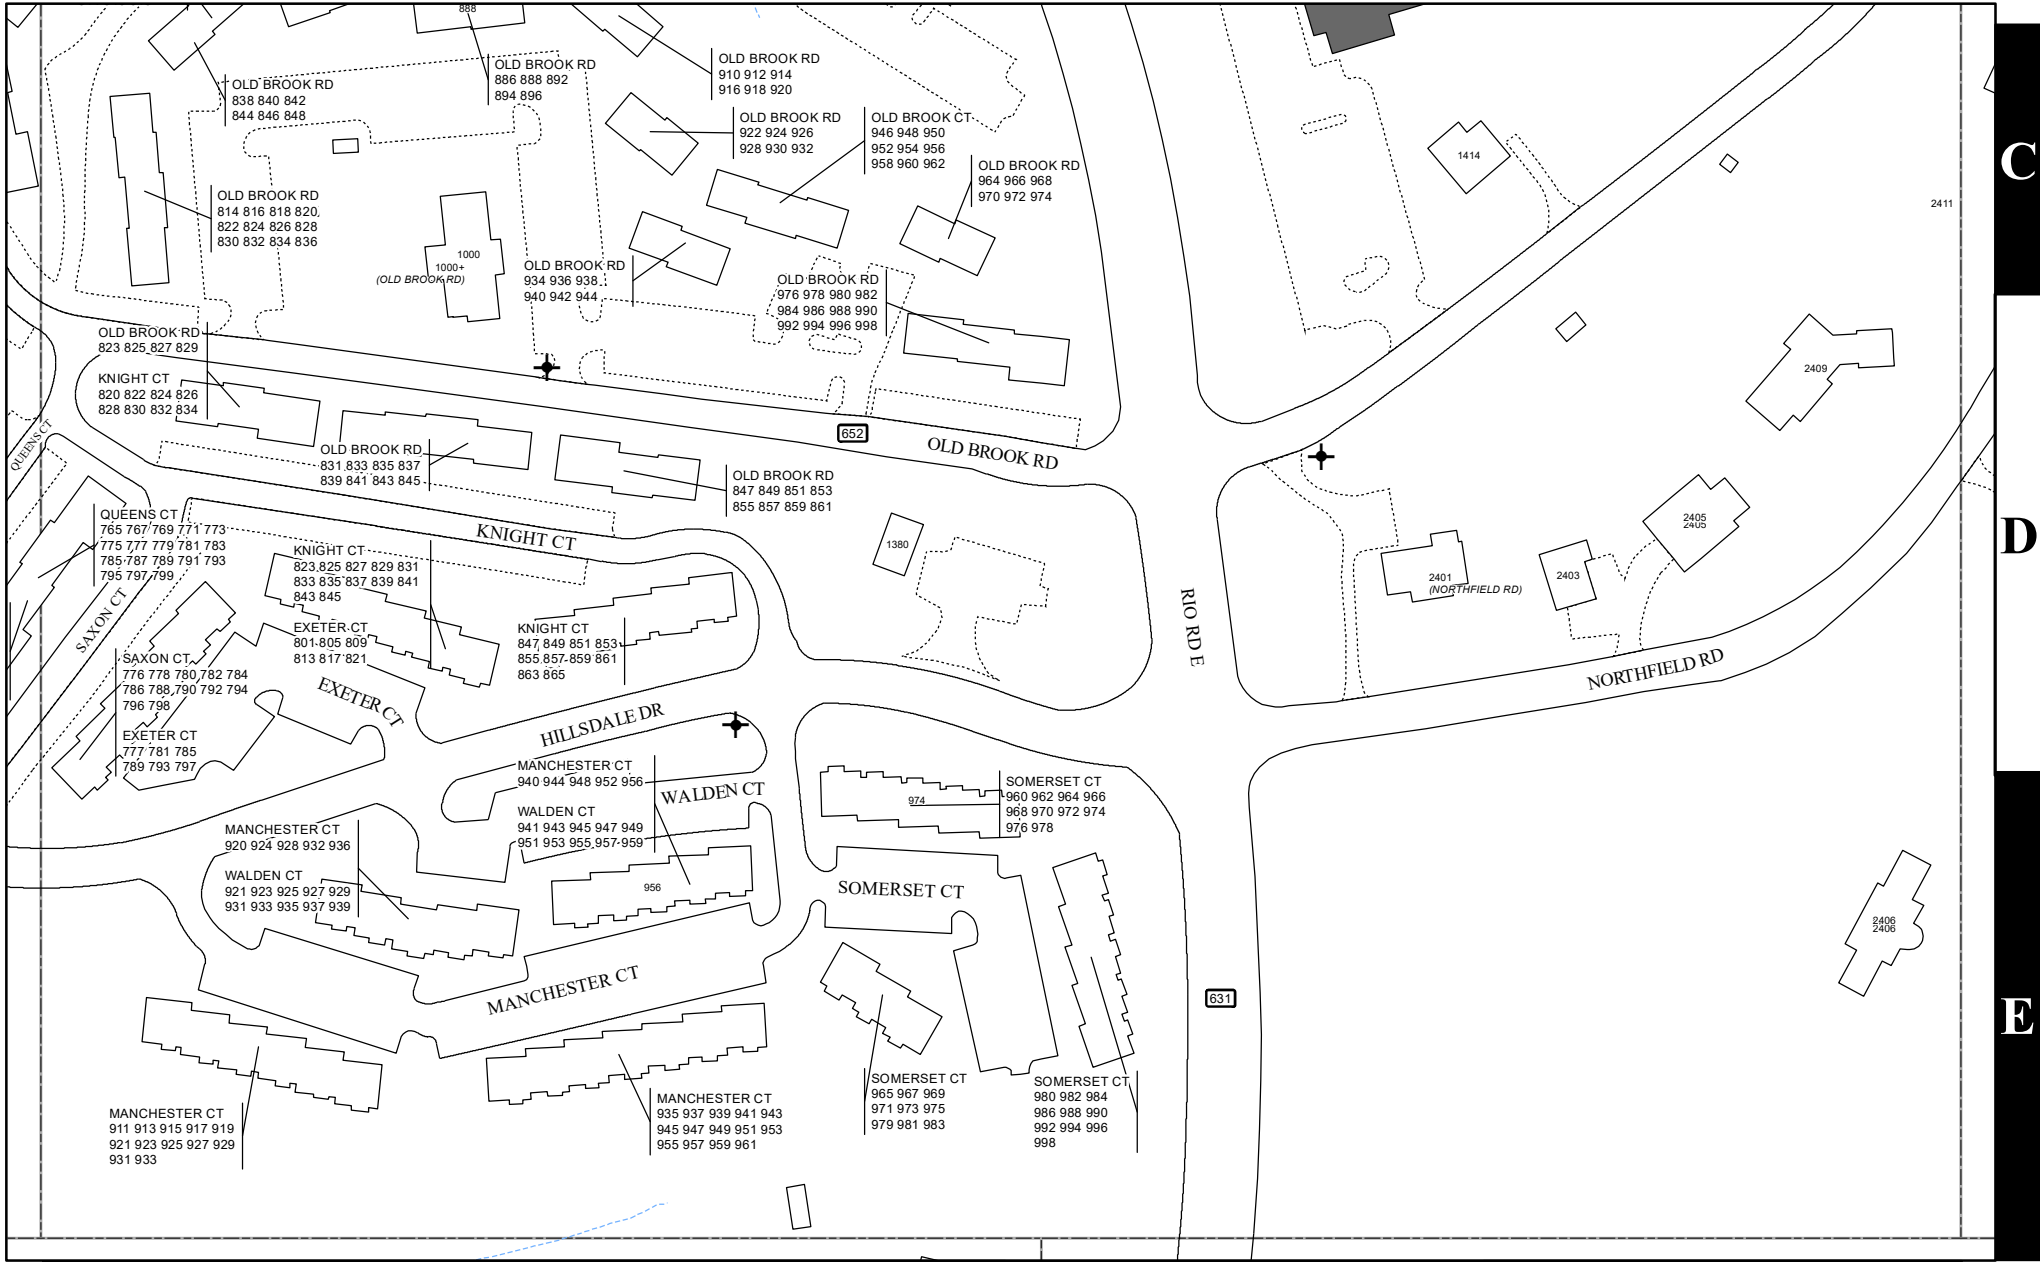 888
OLD BROOK RD
838 840 842
844 846 848
OLD BROOK RD
886 888 892
894 896
OLD BROOK RD
910 912 914
916 918 920
OLD BROOK RD
922 924 926
928 930 932
OLD BROOK CT
946 948 950
952 954 956
958 960 962
OLD BROOK RD
964 966 968
970 972 974
1414
C
2411
OLD BROOK RD
814 816 818 820
822 824 826 828
830 832 834 836
1000
1000+
(OLD BROOK RD)
OLD BROOK RD
934 936 938
940 942 944
OLD BROOK RD
976 978 980 982
984 986 988 990
992 994 996 998
OLD BROOK RD
823 825 827 829
KNIGHT CT
820 822 824 826
828 830 832 834
2409
QUEENS CT
652
OLD BROOK RD
OLD BROOK RD
831 833 835 837
839 841 843 845
OLD BROOK RD
847 849 851 853
855 857 859 861
QUEENS CT
765 767 769 771 773
775 777 779 781 783
785 787 789 791 793
795 797 799
KNIGHT CT
1380
2405
2405
D
KNIGHT CT
823 825 827 829 831
833 835 837 839 841
843 845
EXETER CT
801 805 809
813 817 821
2401
(NORTHFIELD RD)
2403
SAXON CT
KNIGHT CT
847 849 851 853
855 857 859 861
863 865
RIO RD E
SAXON CT
776 778 780 782 784
786 788 790 792 794
796 798
EXETER CT
777 781 785
789 793 797
EXETER CT
HILLSDALE DR
NORTHFIELD RD
MANCHESTER CT
940 944 948 952 956
WALDEN CT
941 943 945 947 949
951 953 955 957 959
WALDEN CT
974
SOMERSET CT
960 962 964 966
968 970 972 974
976 978
MANCHESTER CT
920 924 928 932 936
WALDEN CT
921 923 925 927 929
931 933 935 937 939
956
SOMERSET CT
2406
2406
MANCHESTER CT
631
E
MANCHESTER CT
911 913 915 917 919
921 923 925 927 929
931 933
MANCHESTER CT
935 937 939 941 943
945 947 949 951 953
955 957 959 961
SOMERSET CT
965 967 969
971 973 975
979 981 983
SOMERSET CT
980 982 984
986 988 990
992 994 996
998